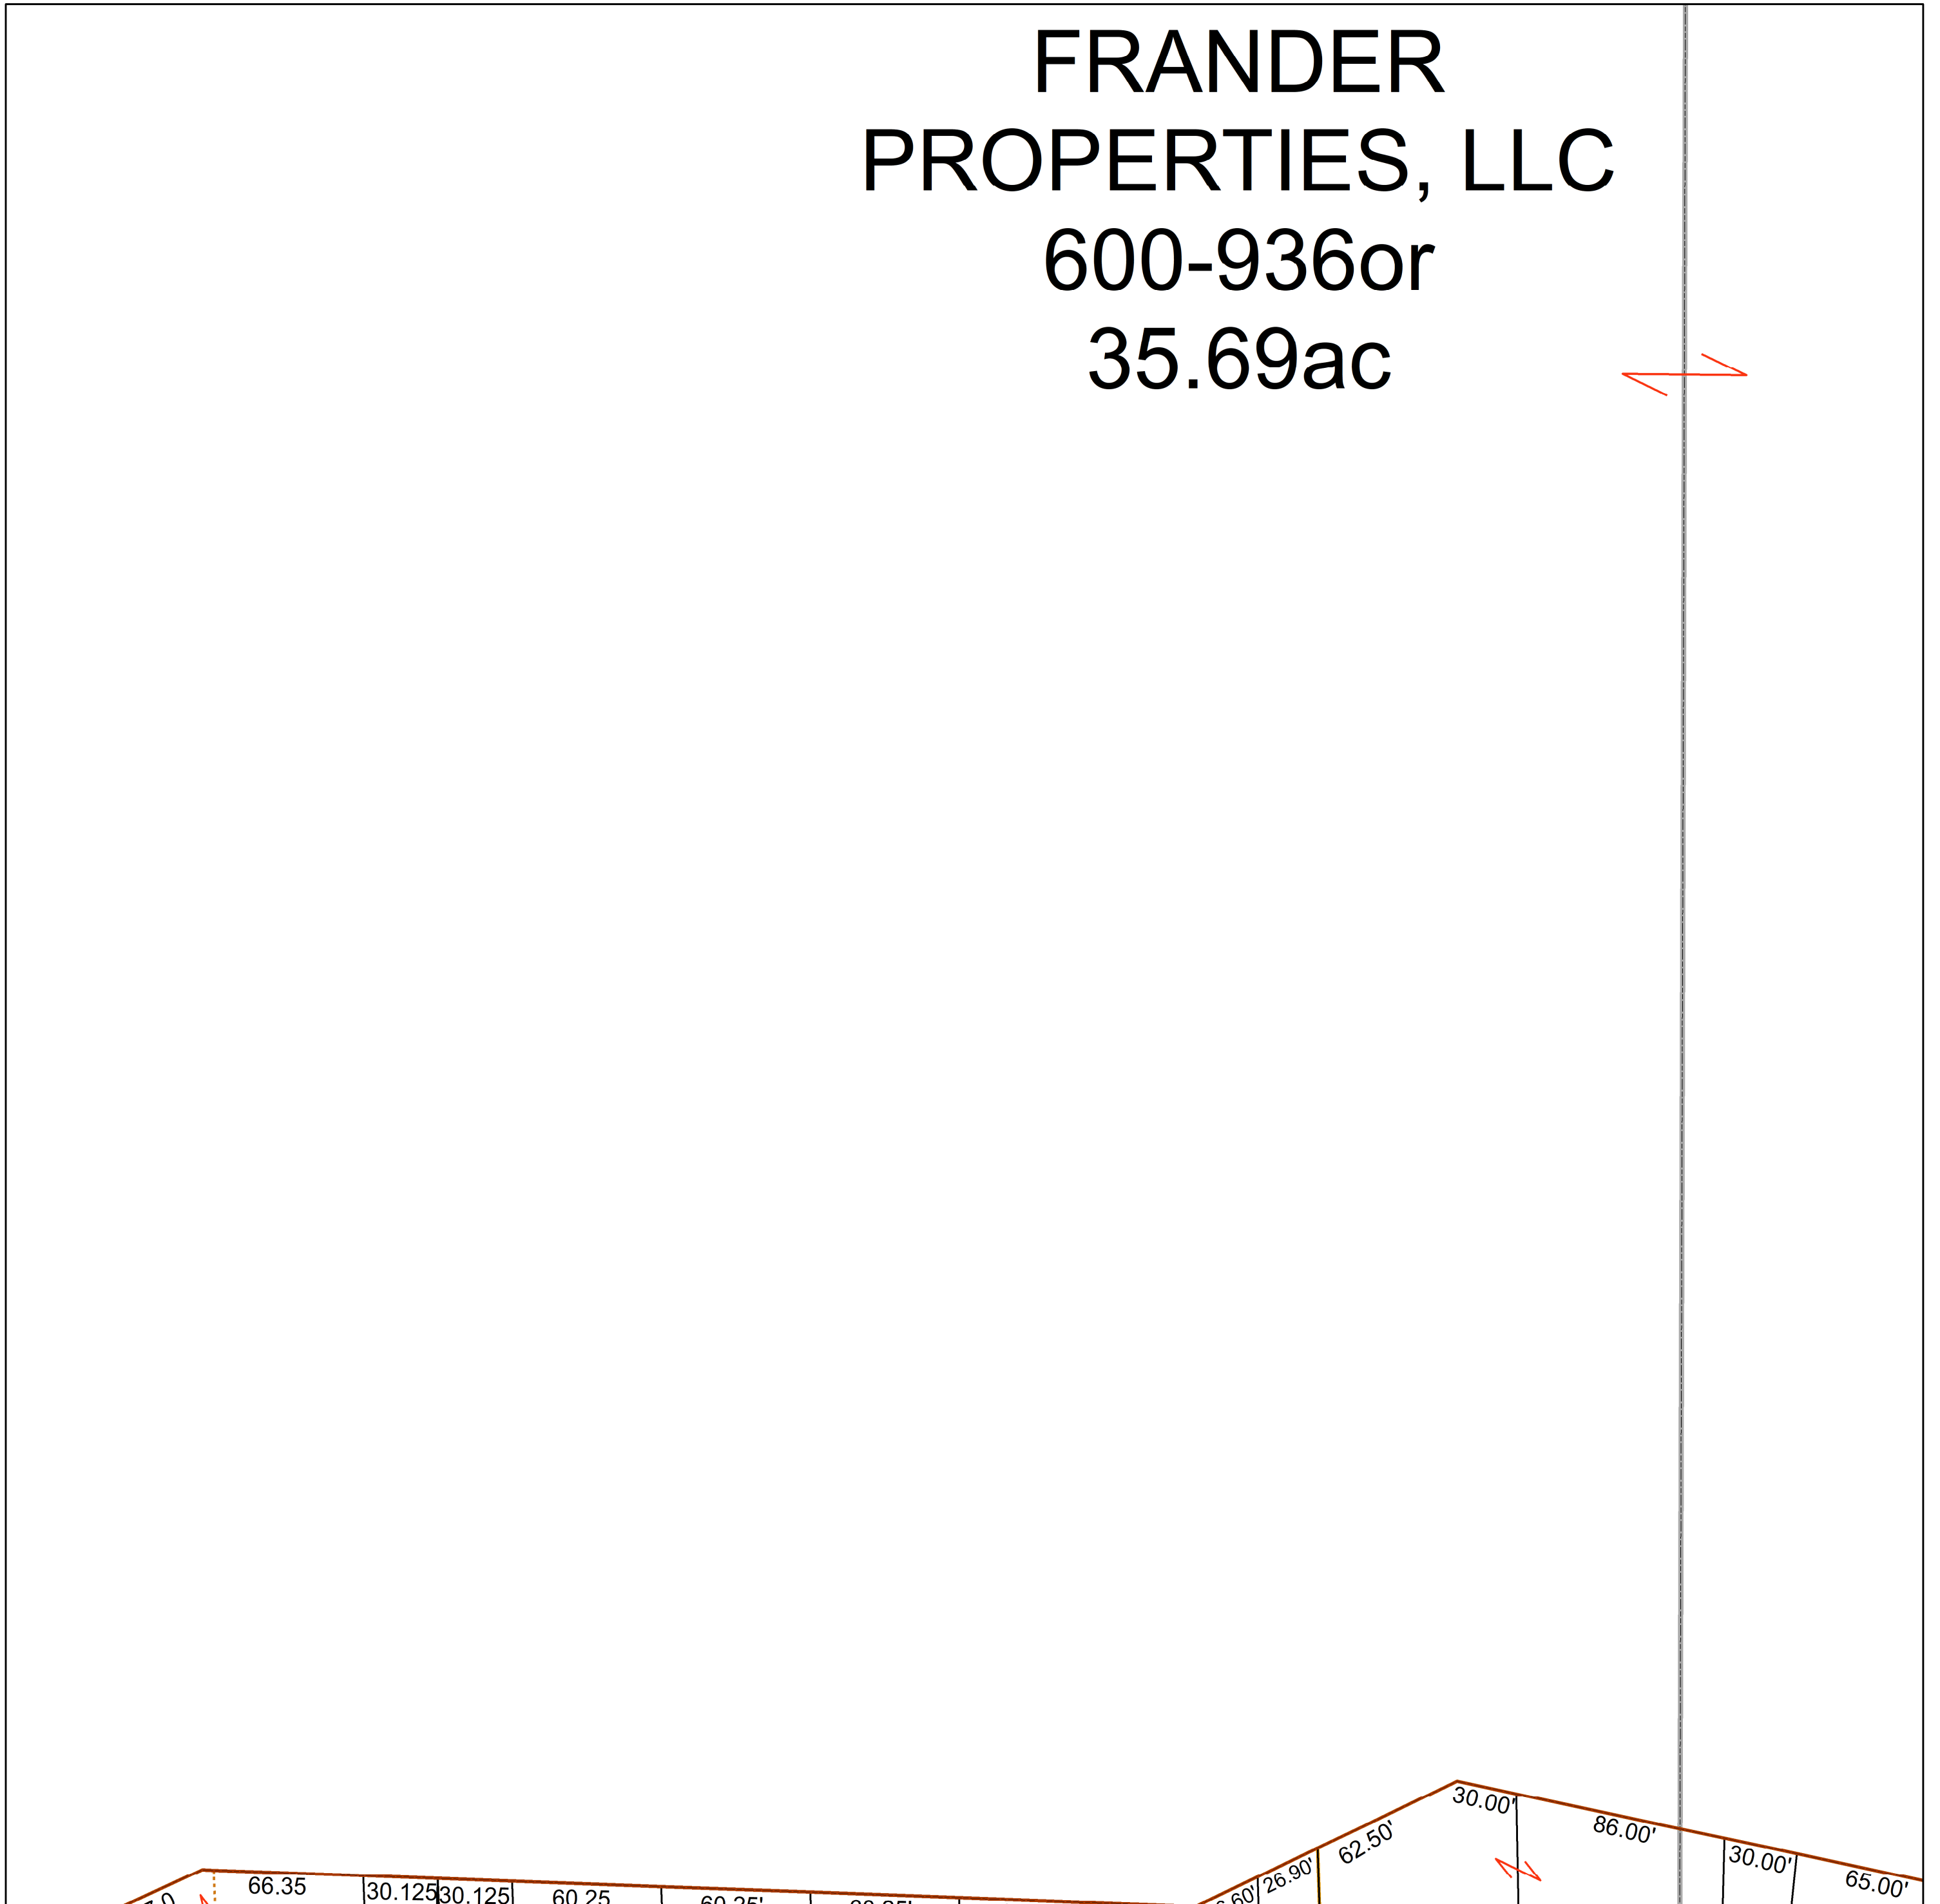 FRANDER
PROPERTIES, LLC
600-936or
35.69ac
30.00'
86.00'
62.50'
26.90'
30.00'
65.00'
66.35
30.125
30.125
60.25